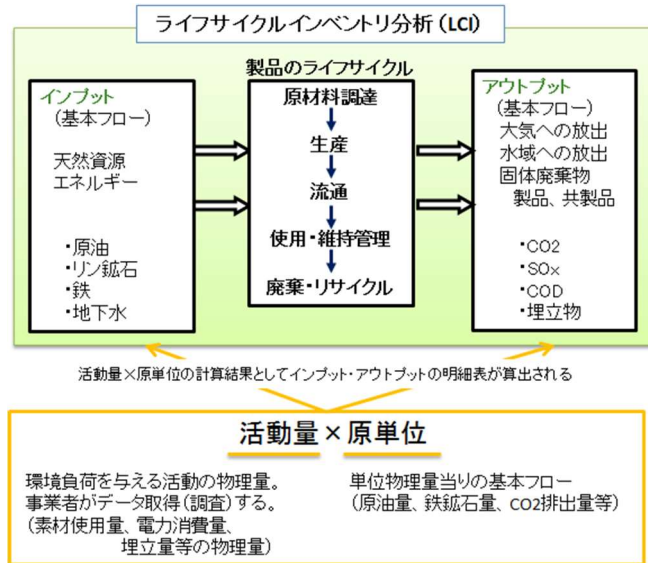 ライフサイクルインベントリ分析（LCI）
インプット
（基本フロー）
天然資源
エネルギー
・原油
・リン鉱石
・鉄
・地下水
製品のライフサイクル
原材料調達
生産
流通
使用・維持管理
廃棄・リサイクル
アウトプット
（基本フロー）
大気への放出
水域への放出
固体廃棄物
製品、共製品
・CO2
・SOx
・COD
・埋立物
活動量×原単位の計算結果としてインプット・アウトプットの明細表が算出される
活動量×原単位
環境負荷を与える活動の物理量。
事業者がデータ取得（調査）する。
（素材使用量、電力消費量、
埋立量等の物理量）
単位物理量当りの基本フロー
（原油量、鉄鉱石量、CO2排出量等）